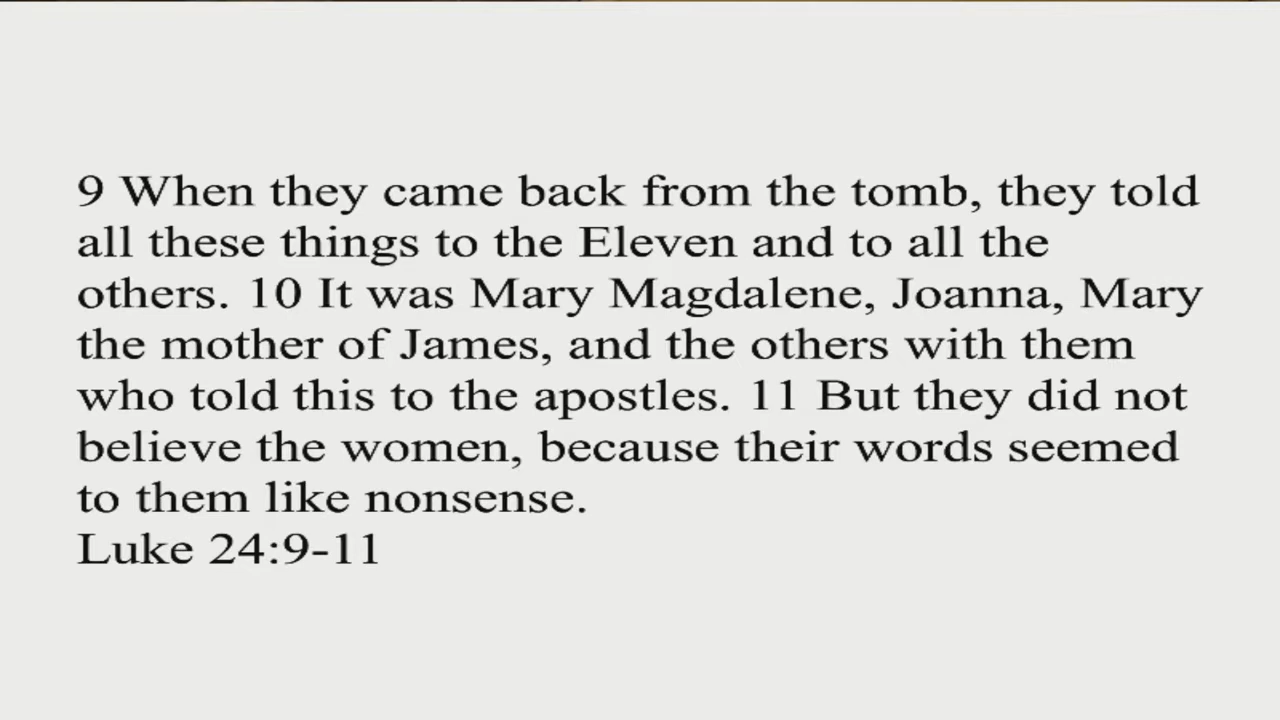 9 When they came back from the tomb, they told
all these things to the Eleven and to all the
others. 10 It was Mary Magdalene, Joanna, Mary
the mother of James, and the others with them
who told this to the apostles. 11 But they did not
believe the women, because their words seemed
to them like nonsense.
Luke 24:9-11